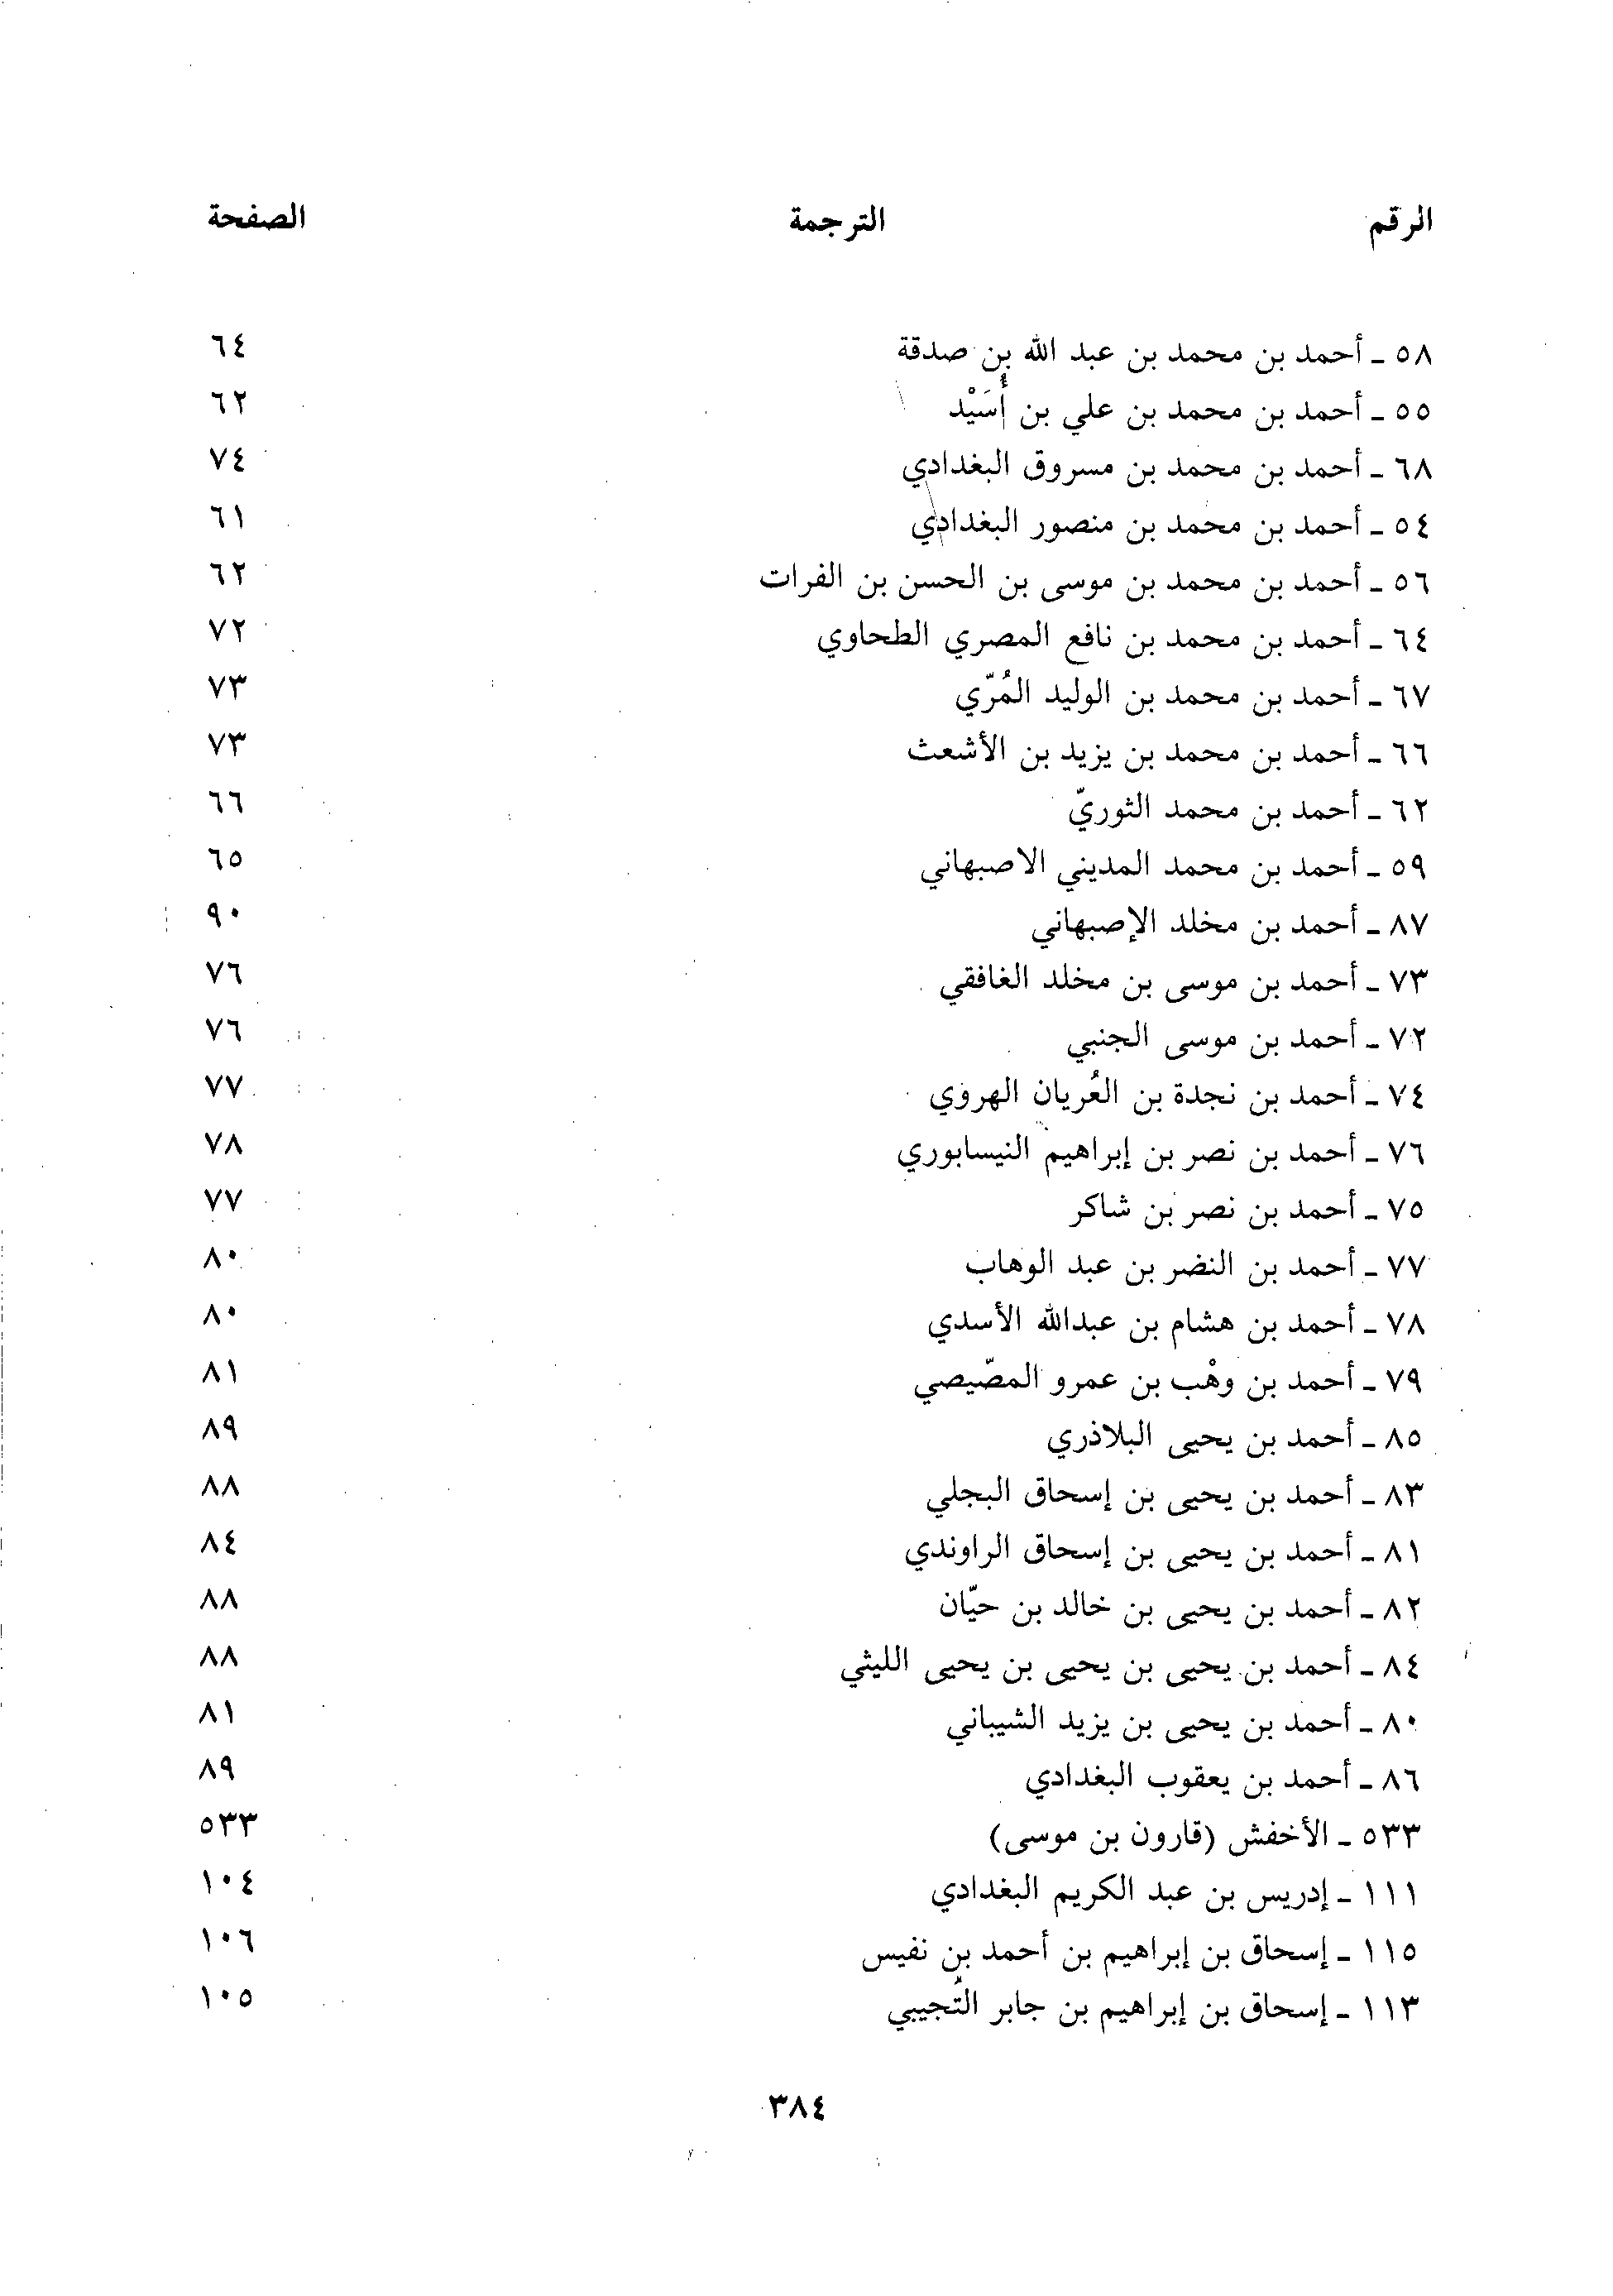 الرقم الترجمة الصفحة
٥٨ ـ أحمد بن محمد بن عبد الله بن صدقة ٦٤
٥٥ ـ أحمد بن محمد بن علي بن أُسَيْد ٦٢
٦٨ ـ أحمد بن محمد بن مسروق البغدادي ٧٤
٥٤ ـ أحمد بن محمد بن منصور البغدادي ٦١
٥٦ ـ أحمد بن محمد بن موسى بن الحسن بن الفرات ٦٢
٦٤ ـ أحمد بن محمد بن نافع المصري الطحاوي ٧٢
٦٧ ـ أحمد بن محمد بن الوليد المُرّي ٧٣
٦٦ ـ أحمد بن محمد بن يزيد بن الأشعث ٧٣
٦٢ ـ أحمد بن محمد الثوريّ ٦٦
٥٩ ـ أحمد بن محمد المديني الاصبهاني ٦٥
٨٧ ـ أحمد بن مخلد الإصبهاني ٩٠
٧٣ ـ أحمد بن موسى بن مخلد الغافقي ٧٦
٧٢ ـ أحمد بن موسى الجنبي ٧٦
٧٤ ـ أحمد بن نجدة بن العُريان الهروي ٧٧
٧٦ ـ أحمد بن نصر بن إبراهيم النيسابوري ٧٨
٧٥ ـ أحمد بن نصر بن شاكر ٧٧
٧٧ ـ أحمد بن النضر بن عبد الوهاب ٨٠
٧٨ ـ أحمد بن هشام بن عبدالله الأسدي ٨٠
٧٩ ـ أحمد بن وهْب بن عمرو المصّيصي ٨١
٨٥ ـ أحمد بن يحيى البلاذري ٨٩
٨٣ ـ أحمد بن يحيى بن إسحاق البجلي ٨٨
٨١ ـ أحمد بن يحيى بن إسحاق الراوندي ٨٤
٨٢ ـ أحمد بن يحيى بن خالد بن حيّان ٨٨
٨٤ ـ أحمد بن يحيى بن يحيى بن يحيى الليثي ٨٨
٨٠ ـ أحمد بن يحيى بن يزيد الشيباني ٨١
٨٦ ـ أحمد بن يعقوب البغدادي ٨٩
٥٣٣ ـ الأخفش (قارون بن موسى) ٥٣٣
١١١ ـ إدريس بن عبد الكريم البغدادي ١٠٤
١١٥ ـ إسحاق بن إبراهيم بن أحمد بن نفيس ١٠٦
١١٣ ـ إسحاق بن إبراهيم بن جابر التُجيبي ١٠٥
٣٨٤